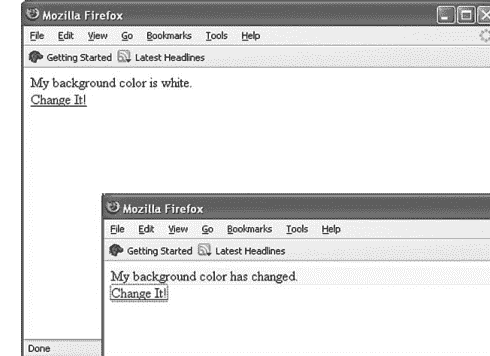 Mozilla Firefox
File Edit View Go Bookmarks Tools Help
Getting Started Latest Headlines
My background color is white.
Change It!
Mozilla Firefox
File Edit View Go Bookmarks Tools Help
Getting Started Latest Headlines
My background color has changed.
Change It!
Done